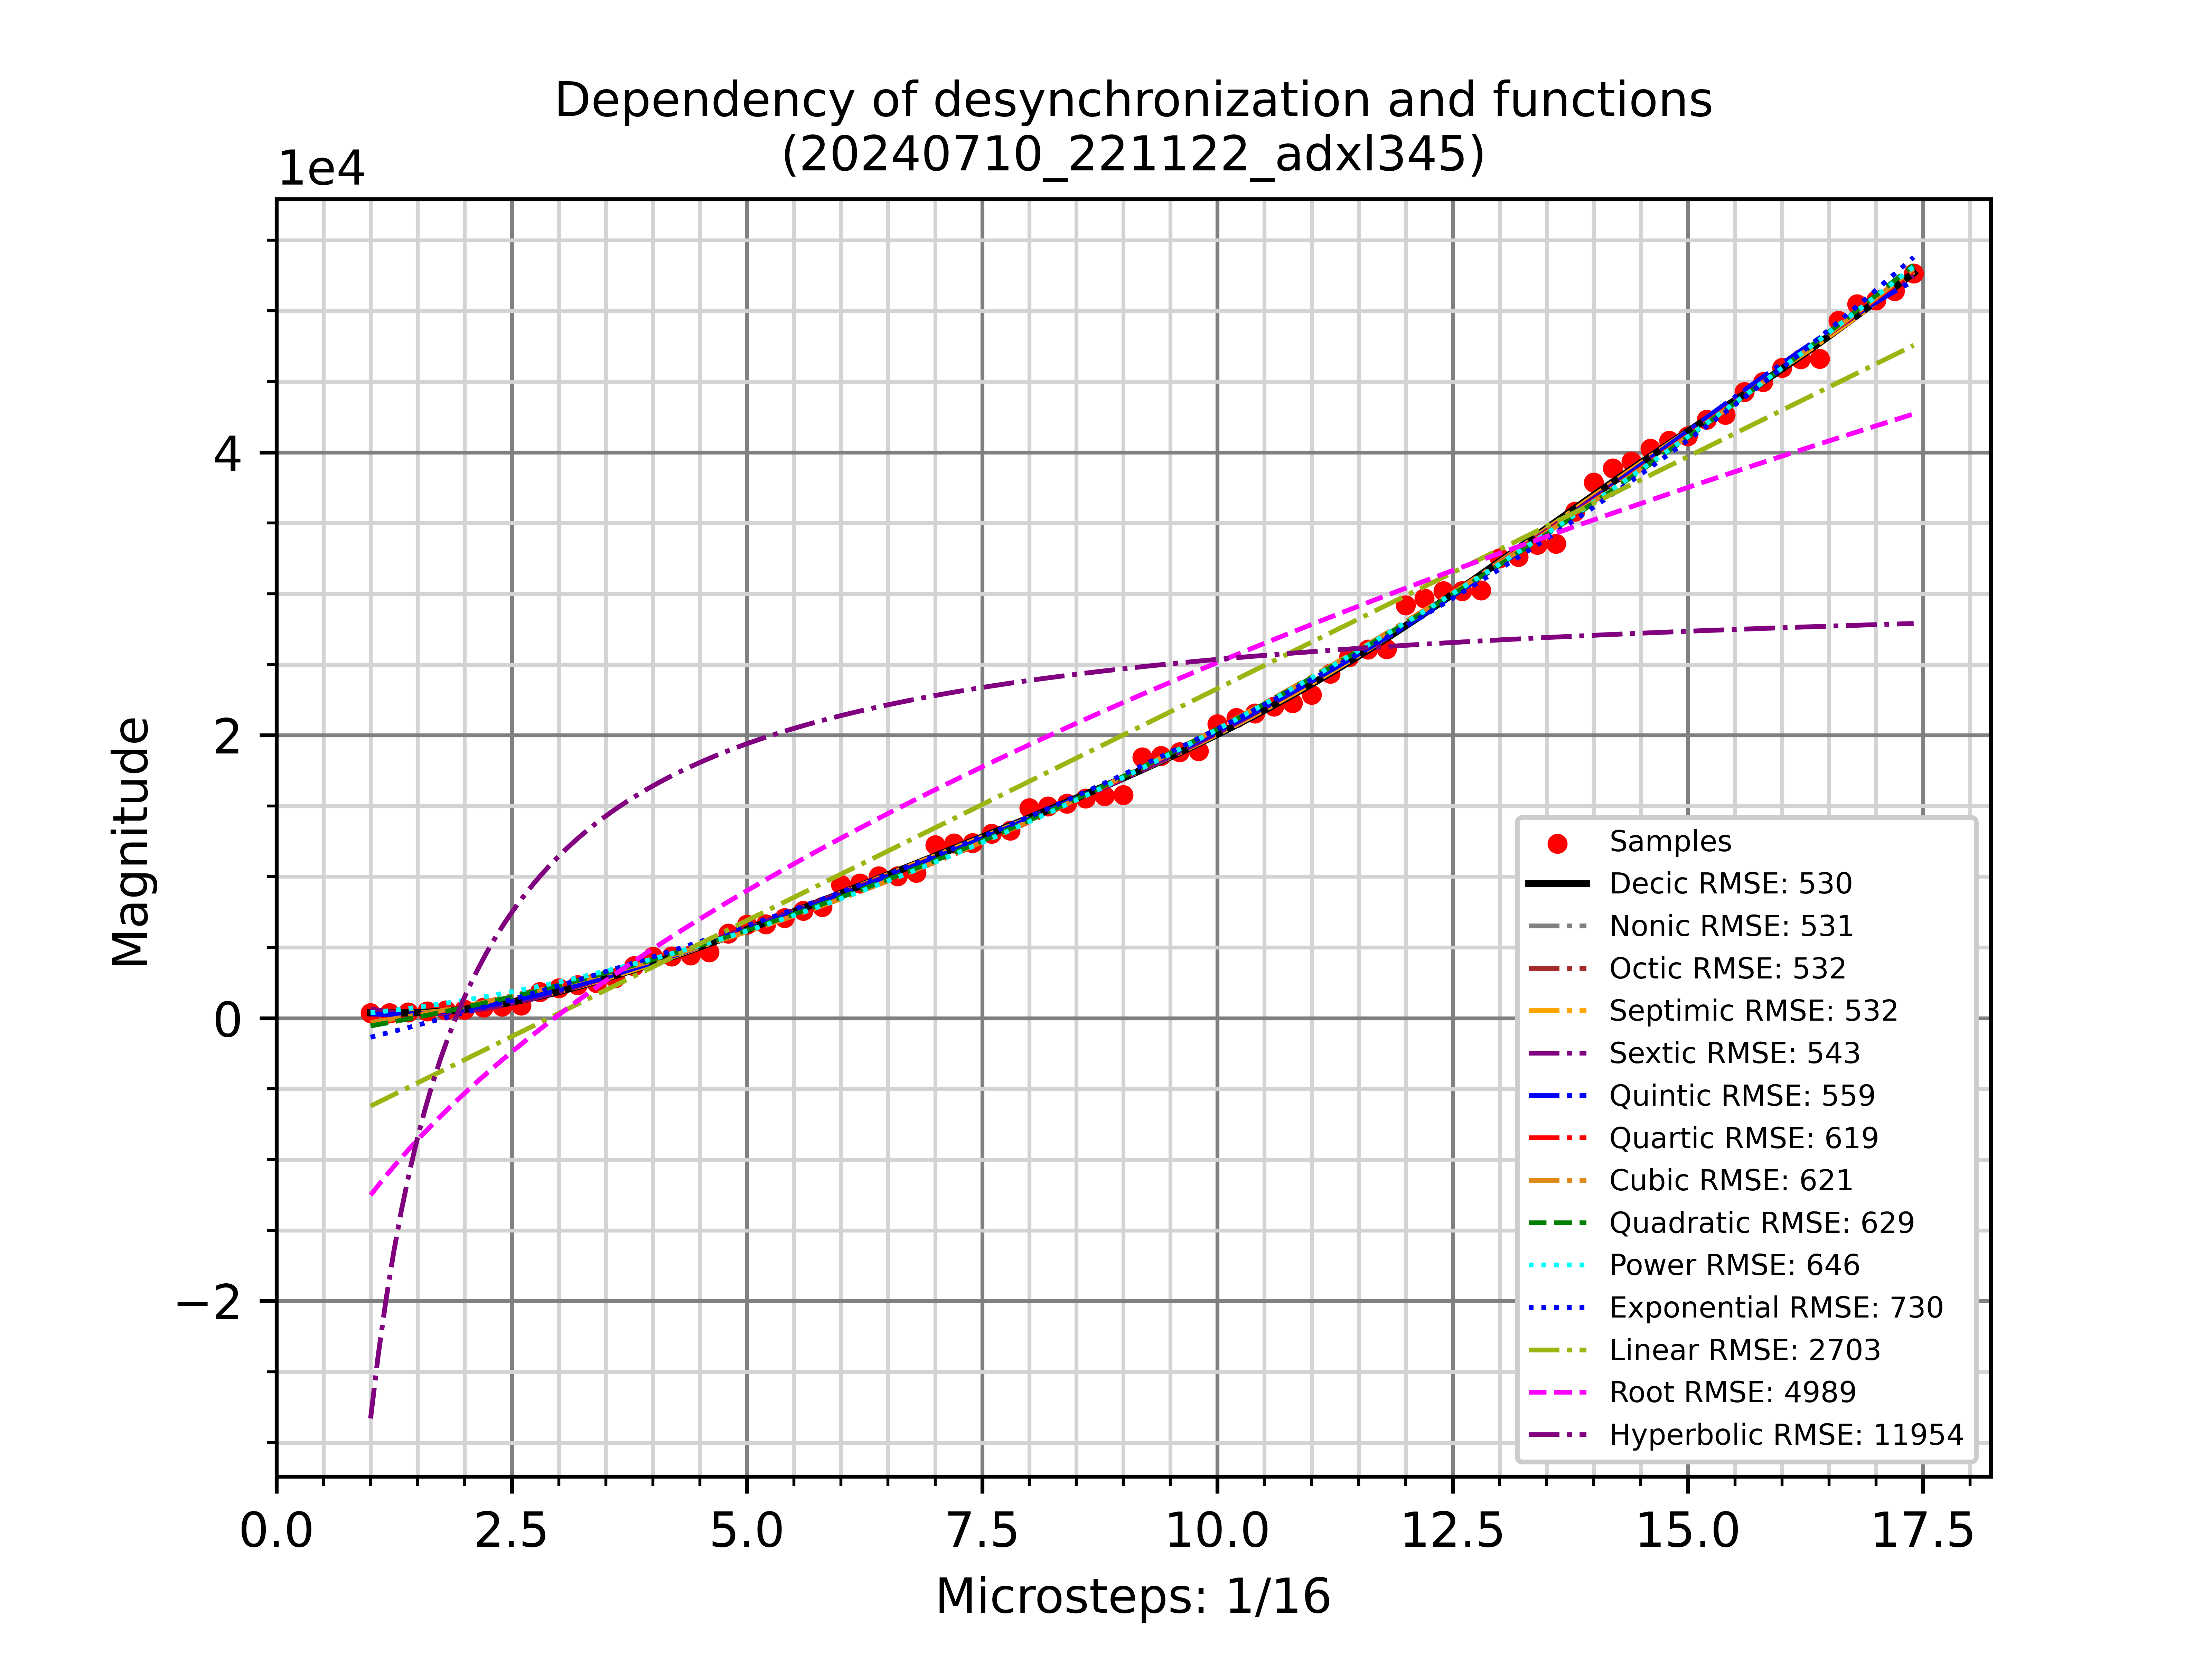 Dependency of desynchronization and functions
(20240710_221122_adxl345)
1e4
4
2
0
−2
Magnitude
0.0 2.5 5.0 7.5 10.0 12.5 15.0 17.5
Microsteps: 1/16
Samples
Decic RMSE: 530
Nonic RMSE: 531
Octic RMSE: 532
Septimic RMSE: 532
Sextic RMSE: 543
Quintic RMSE: 559
Quartic RMSE: 619
Cubic RMSE: 621
Quadratic RMSE: 629
Power RMSE: 646
Exponential RMSE: 730
Linear RMSE: 2703
Root RMSE: 4989
Hyperbolic RMSE: 11954